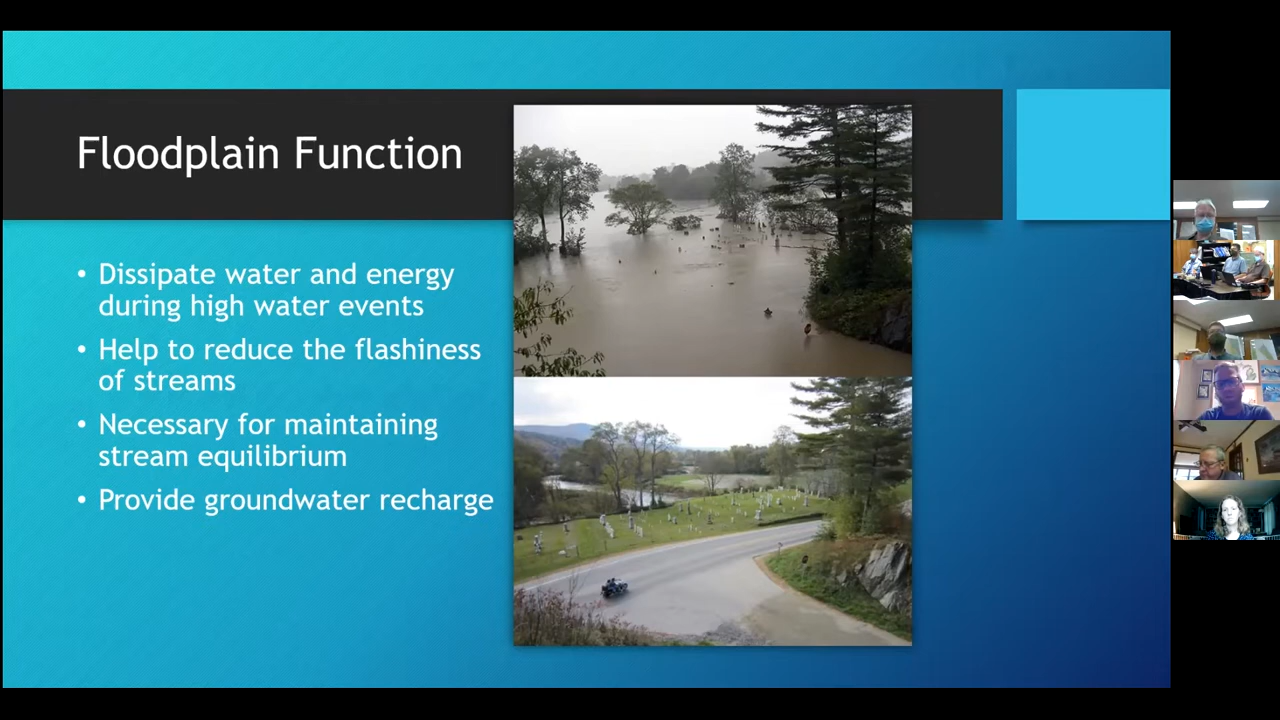 Floodplain Function
• Dissipate water and energy
during high water events
• Help to reduce the flashiness
of streams
• Necessary for maintaining
stream equilibrium
• Provide groundwater recharge